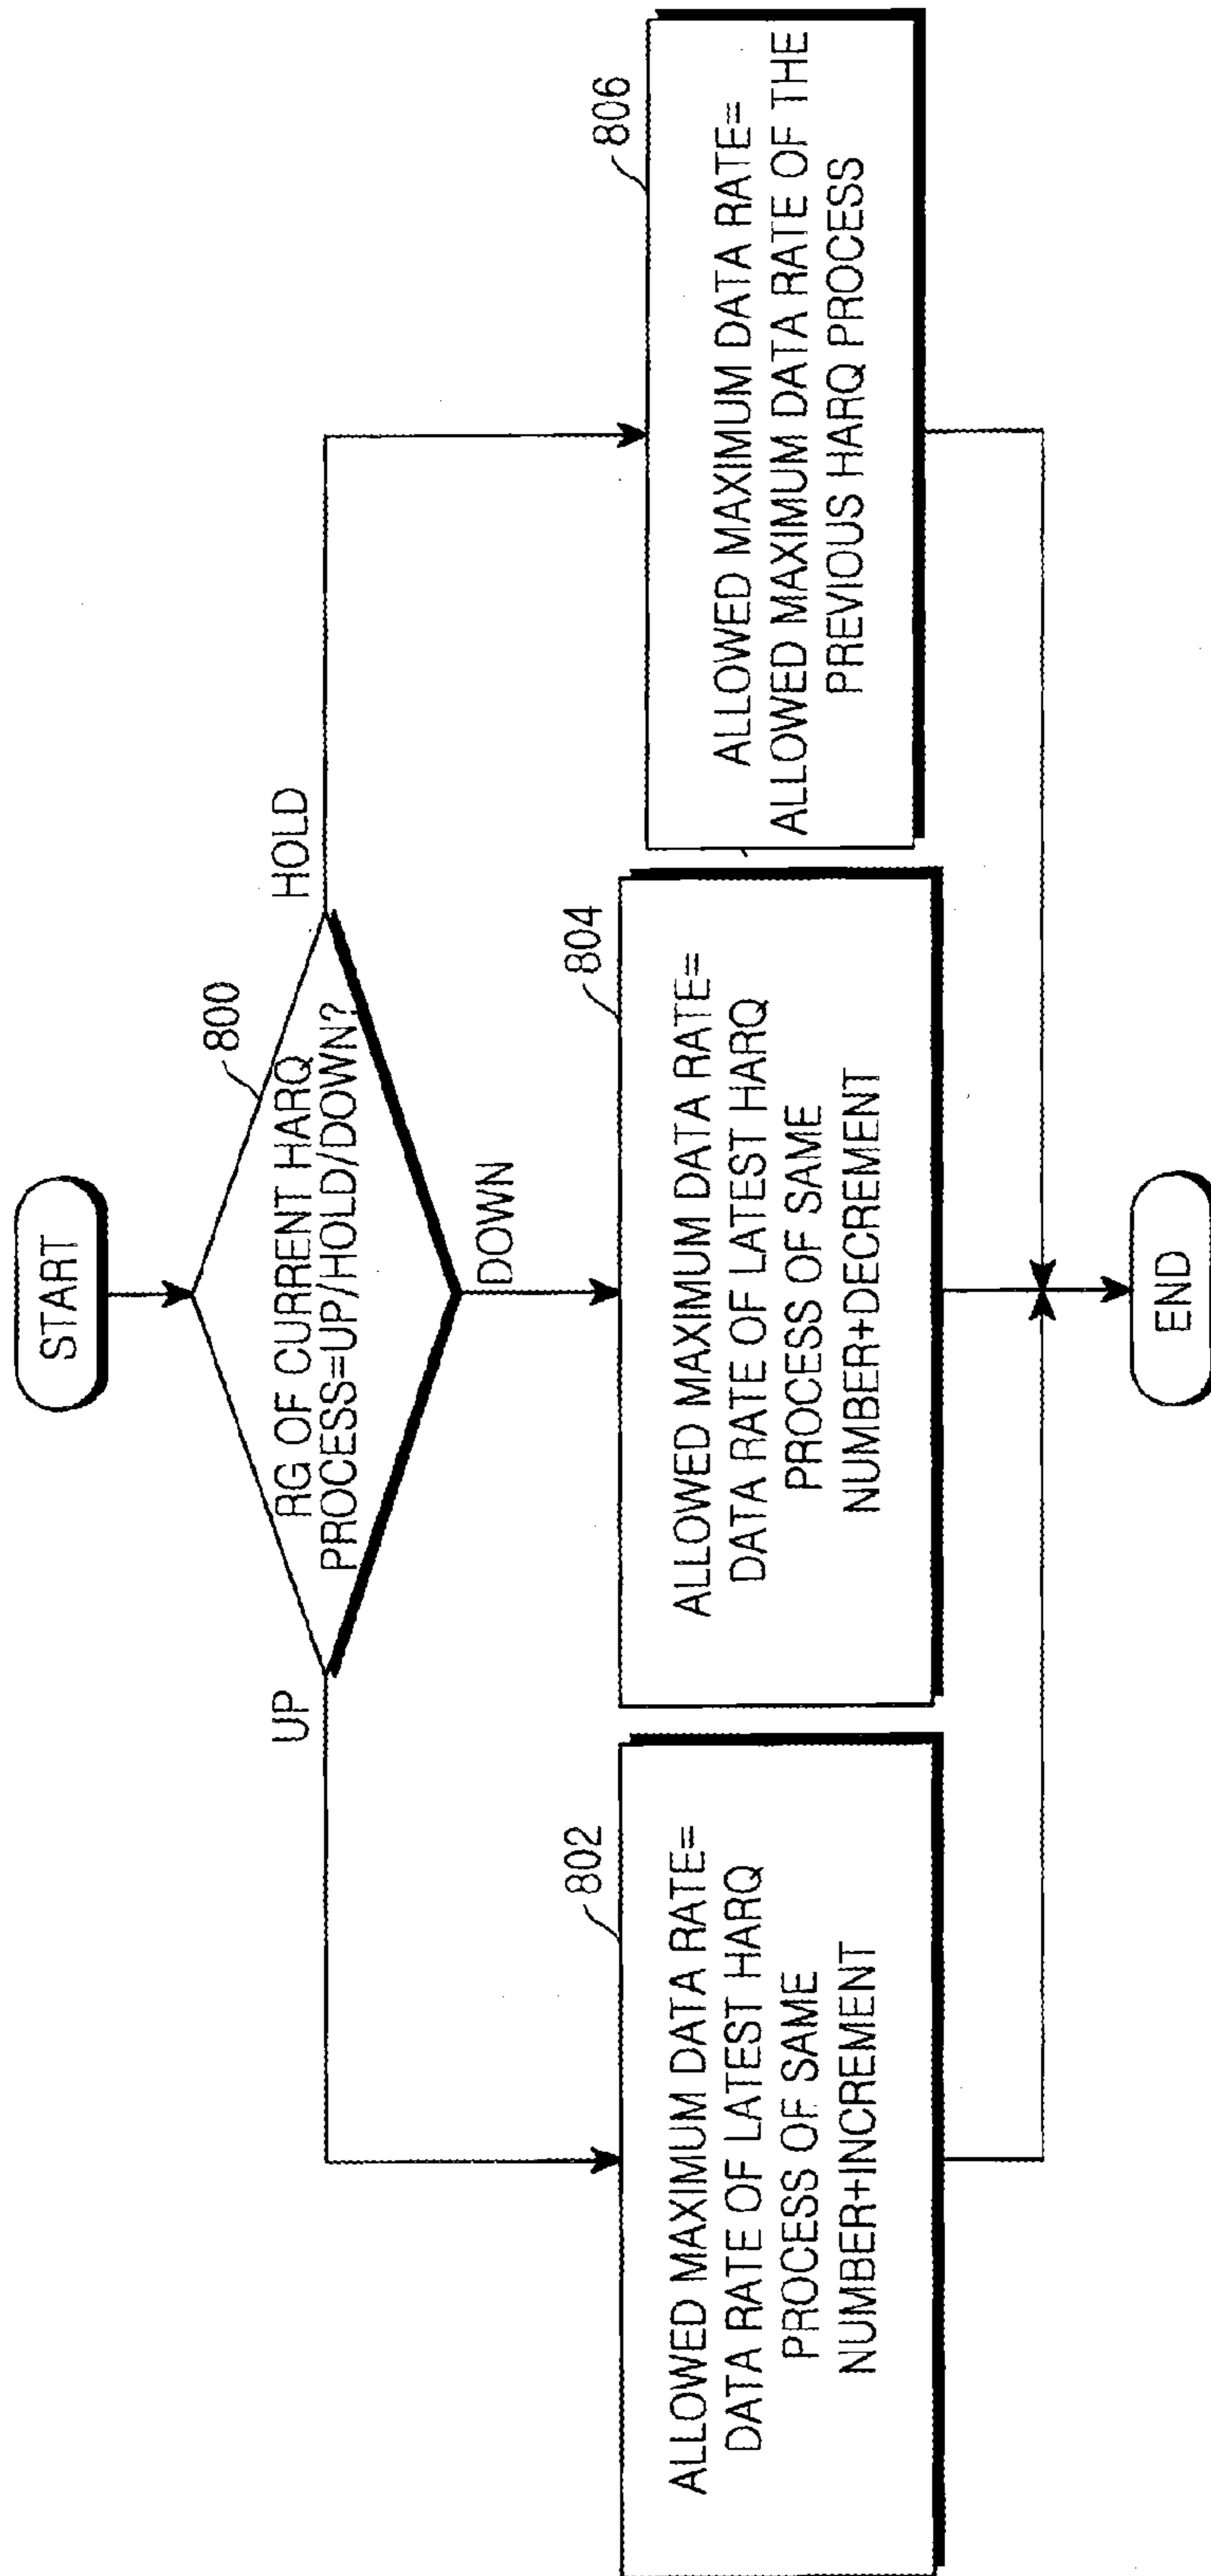 START
RG OF CURRENT HARQ
PROCESS=UP/HOLD/DOWN?
800
UP
DOWN
HOLD
802
ALLOWED MAXIMUM DATA RATE=
DATA RATE OF LATEST HARQ
PROCESS OF SAME
NUMBER+INCREMENT
804
ALLOWED MAXIMUM DATA RATE=
DATA RATE OF LATEST HARQ
PROCESS OF SAME
NUMBER+DECREMENT
806
ALLOWED MAXIMUM DATA RATE=
ALLOWED MAXIMUM DATA RATE OF THE
PREVIOUS HARQ PROCESS
END